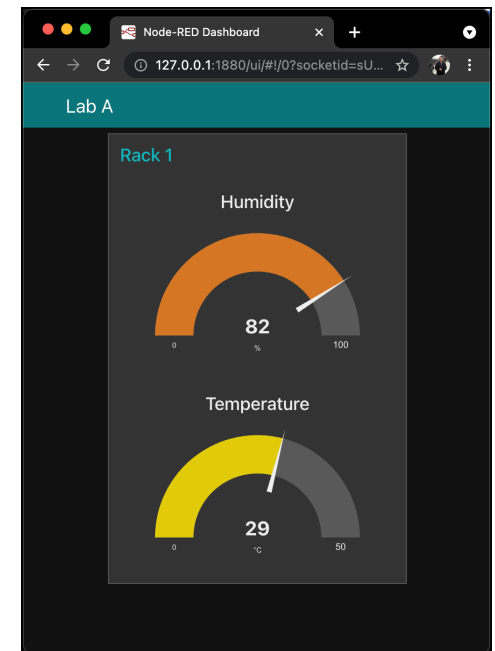 Node-RED Dashboard
127.0.0.1:1880/ui/#!/0?socketid=sU...
Lab A
Rack 1
Humidity
82
0
%
100
Temperature
29
0
°C
50